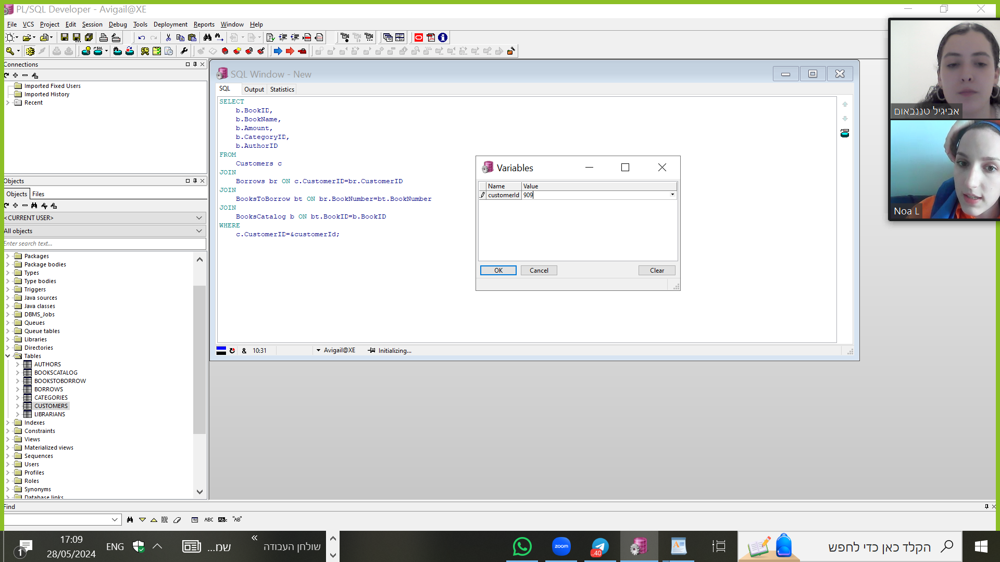 PL/SQL Developer - Avigail@XE
File VCS Project Edit Session Debug Tools Deployment Reports Window Help
Connections
Imported Fixed Users
Imported History
Recent
Objects
Objects Files
<CURRENT USER>
All objects
Enter search text...
Packages
Package bodies
Types
Type bodies
Triggers
Java sources
Java classes
DBMS_Jobs
Queues
Queue tables
Libraries
Directories
Tables
AUTHORS
BOOKSCATALOG
BOOKSTOBORROW
BORROWS
CATEGORIES
CUSTOMERS
LIBRARIANS
Indexes
Constraints
Views
Materialized views
Sequences
Users
Profiles
Roles
Synonyms
Database links
SQL Window - New
SQL Output Statistics
SELECT
b.BookID,
b.BookName,
b.Amount,
b.CategoryID,
b.AuthorID
FROM
Customers c
JOIN
Borrows br ON c.CustomerID=br.CustomerID
JOIN
BooksToBorrow bt ON br.BookNumber=bt.BookNumber
JOIN
BooksCatalog b ON bt.BookID=b.BookID
WHERE
c.CustomerID=&customerId;
& 10:31 Avigail@XE Initializing...
Variables
Name Value
customerId 909
OK Cancel Clear
אביגיל טננבאום
Noa L
Find
ABC "AB"
17:09
28/05/2024
1
ENG
שמ...
שולחן העבודה
zoom
..40
הקלד כאן כדי לחפש